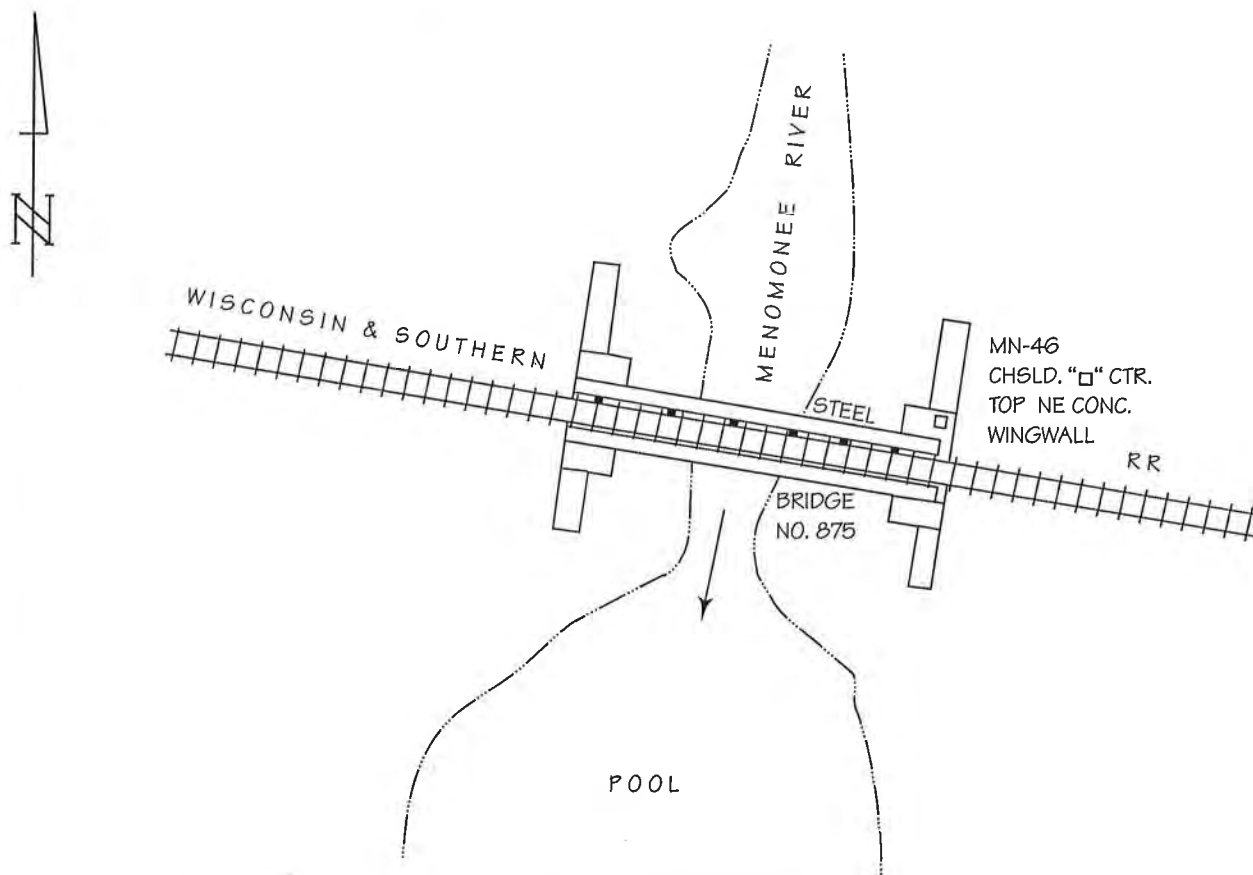 N
MENOMONEE RIVER
WISCONSIN & SOUTHERN
STEEL
MN-46
CHSLD. "□" CTR.
TOP NE CONC.
WINGWALL
RR
BRIDGE
NO. 875
POOL